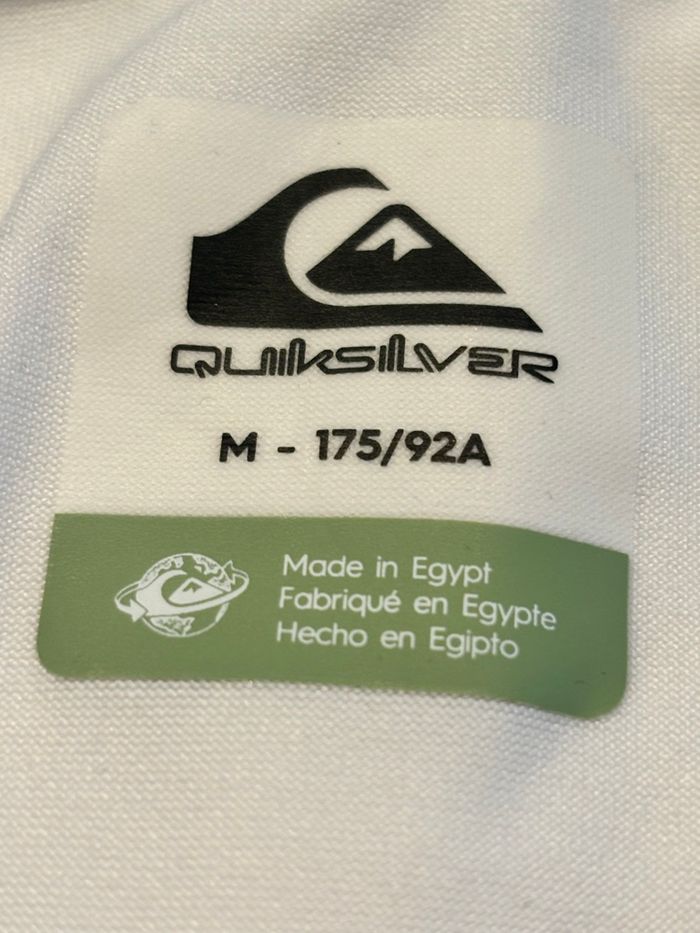 QUIKSILVER
M - 175/92A
Made in Egypt
Fabriqué en Egypte
Hecho en Egipto